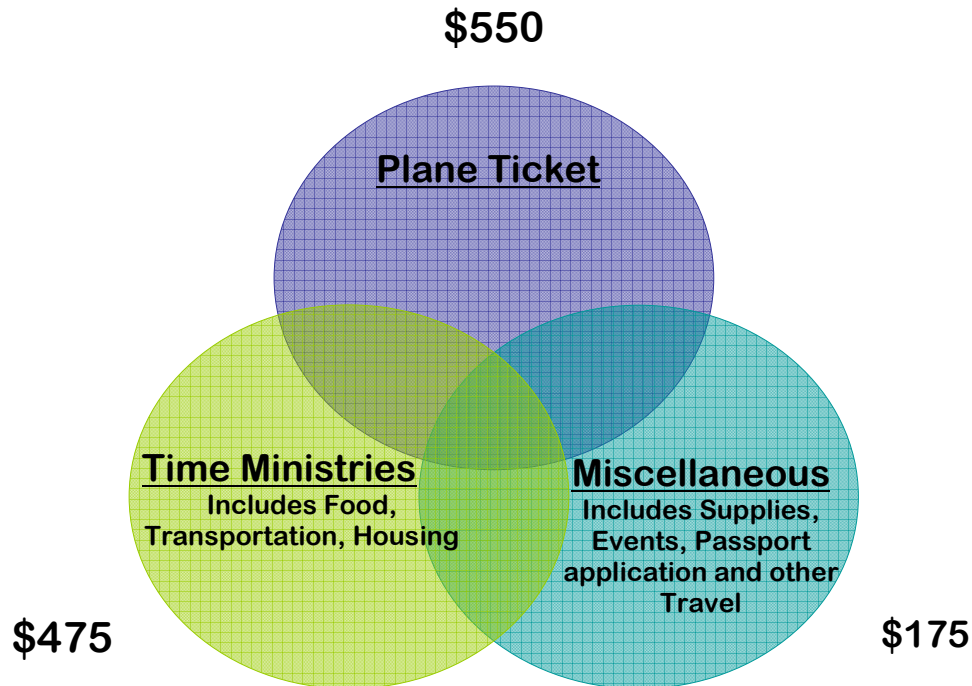 $550
Plane Ticket
Time Ministries
Includes Food,
Transportation, Housing
Miscellaneous
Includes Supplies,
Events, Passport
application and other
Travel
$475
$175